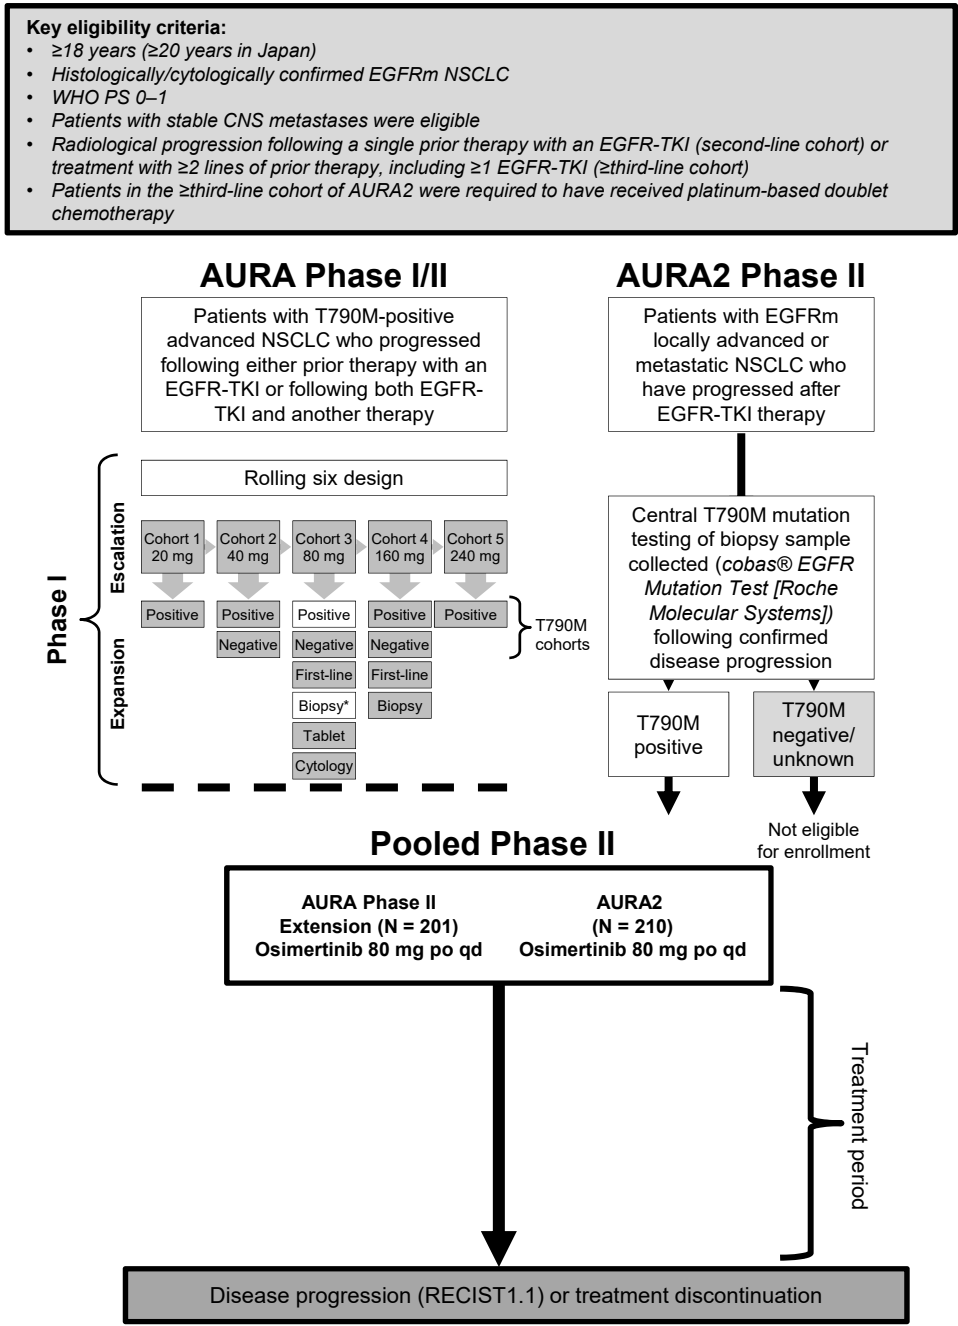 Key eligibility criteria:
• ≥18 years (≥20 years in Japan)
• Histologically/cytologically confirmed EGFRm NSCLC
• WHO PS 0–1
• Patients with stable CNS metastases were eligible
• Radiological progression following a single prior therapy with an EGFR-TKI (second-line cohort) or
treatment with ≥2 lines of prior therapy, including ≥1 EGFR-TKI (≥third-line cohort)
• Patients in the ≥third-line cohort of AURA2 were required to have received platinum-based doublet
chemotherapy
AURA Phase I/II
Patients with T790M-positive
advanced NSCLC who progressed
following either prior therapy with an
EGFR-TKI or following both EGFR-
TKI and another therapy
Phase I
Escalation
Expansion
Rolling six design
Cohort 1
20 mg
Cohort 2
40 mg
Cohort 3
80 mg
Cohort 4
160 mg
Cohort 5
240 mg
Positive
Positive
Positive
Positive
Positive
Negative
Negative
Negative
First-line
First-line
Biopsy*
Biopsy
Tablet
Cytology
T790M
cohorts
AURA2 Phase II
Patients with EGFRm
locally advanced or
metastatic NSCLC who
have progressed after
EGFR-TKI therapy
Central T790M mutation
testing of biopsy sample
collected (cobas® EGFR
Mutation Test [Roche
Molecular Systems])
following confirmed
disease progression
T790M
positive
T790M
negative/
unknown
Not eligible
for enrollment
Pooled Phase II
AURA Phase II
Extension (N = 201)
Osimertinib 80 mg po qd
AURA2
(N = 210)
Osimertinib 80 mg po qd
Treatment period
Disease progression (RECIST1.1) or treatment discontinuation